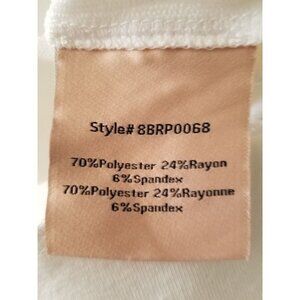 Style# 8BRP0068
70%Polyester 24%Rayon
6%Spandex
70%Polyester 24%Rayonne
6%Spandex